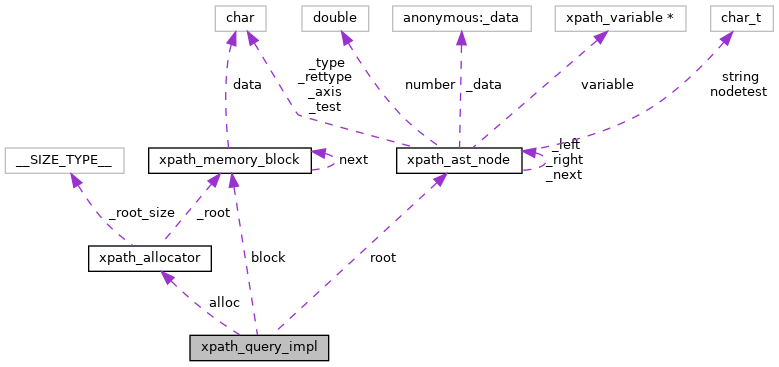 char
double
anonymous:_data
xpath_variable *
char_t
_type
_rettype
_axis
_test
data
number
_data
variable
string
nodetest
__SIZE_TYPE__
xpath_memory_block
next
xpath_ast_node
_left
_right
_next
_root_size
_root
xpath_allocator
block
root
alloc
xpath_query_impl